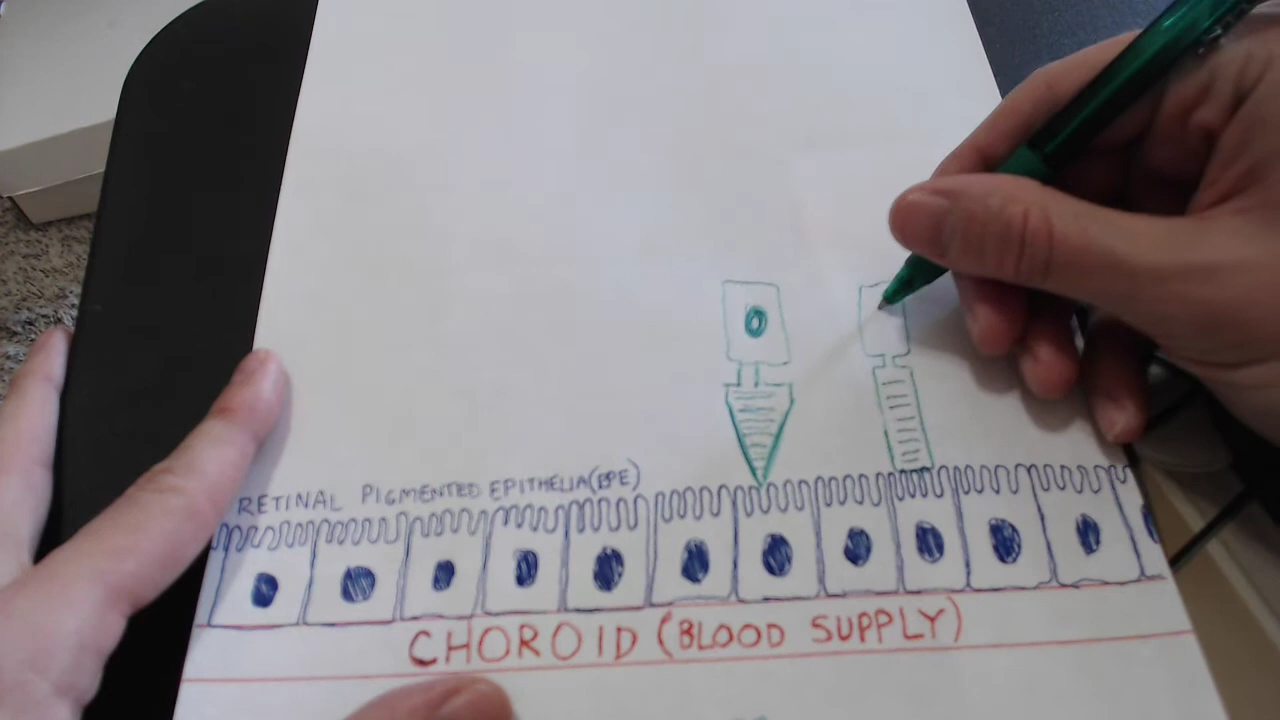 RETINAL PIGMENTED EPITHELIA (RPE)
CHOROID (BLOOD SUPPLY)